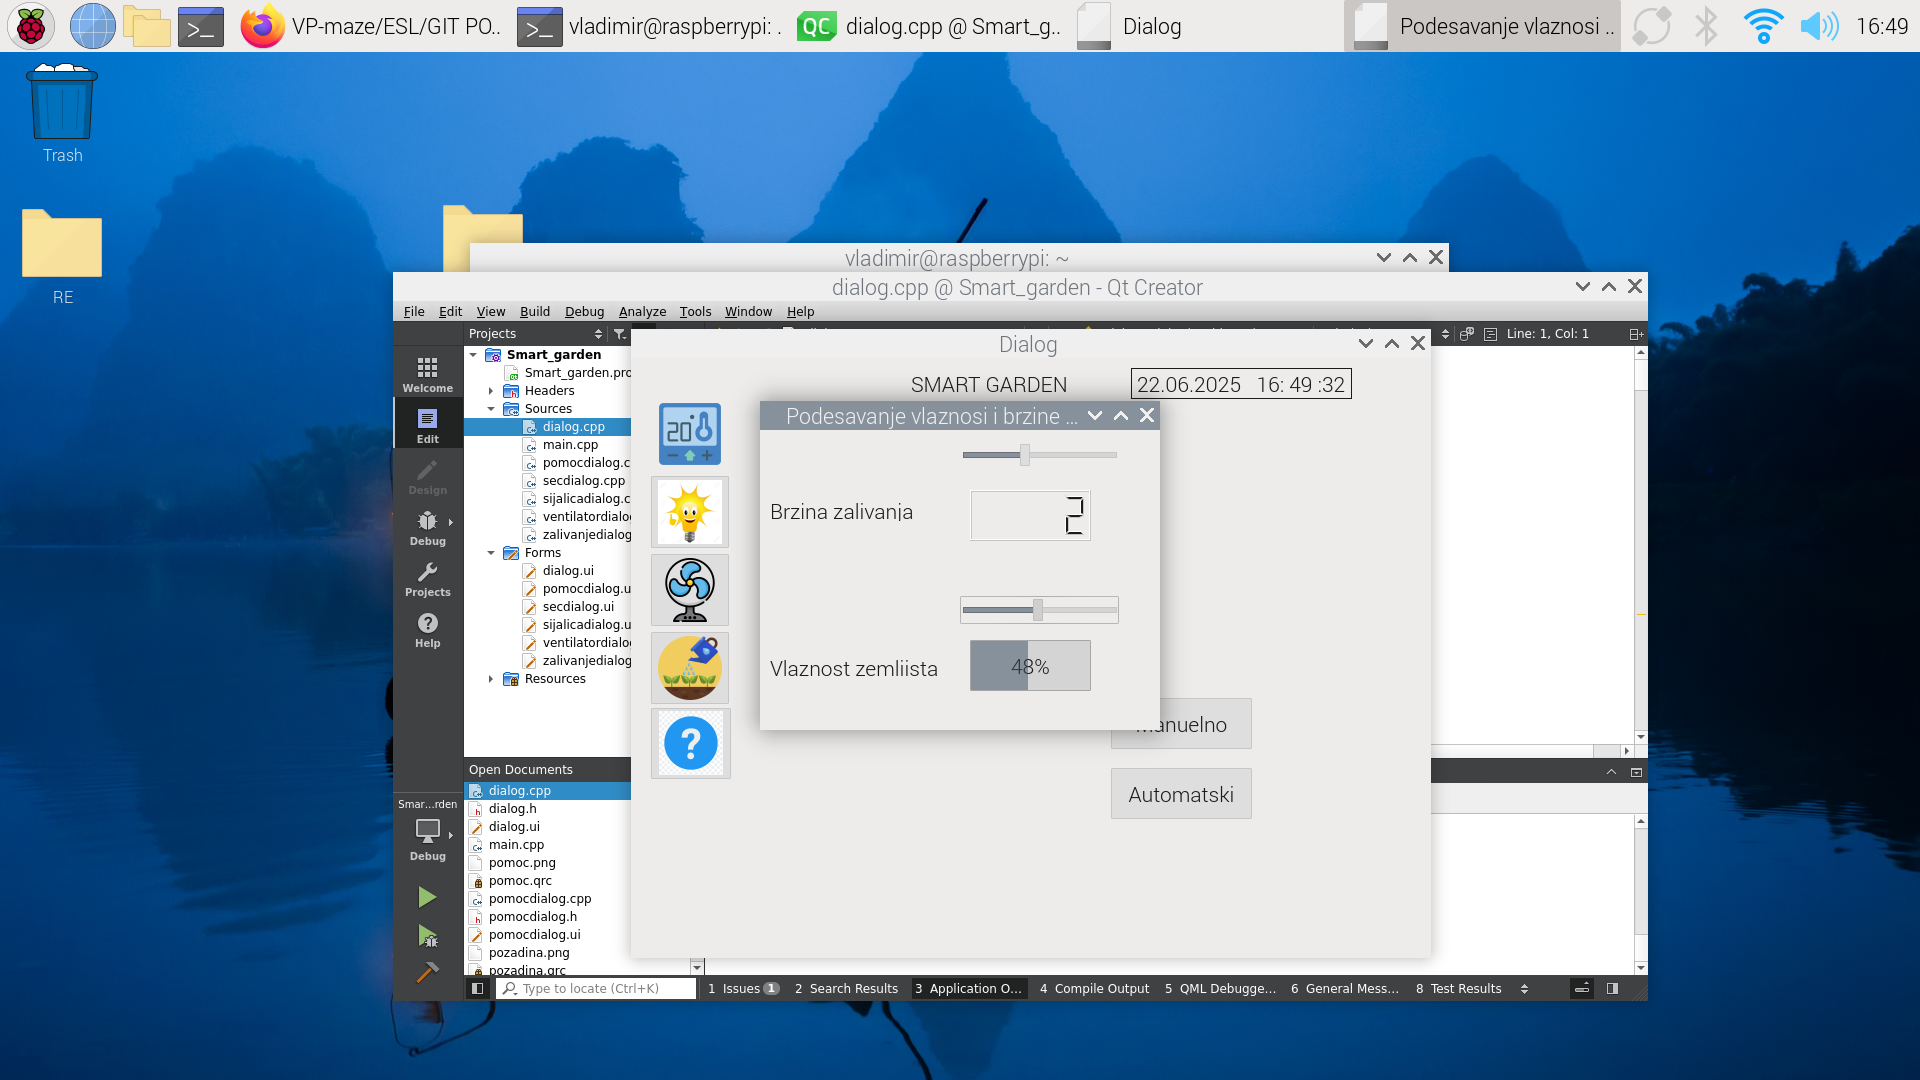 VP-maze/ESL/GIT PO..
vladimir@raspberrypi: .
QC
dialog.cpp @ Smart_g..
Dialog
Podesavanje vlaznosi ..
16:49
Trash
RE
vladimir@raspberrypi: ~
dialog.cpp @ Smart_garden - Qt Creator
File Edit View Build Debug Analyze Tools Window Help
Projects
Line: 1, Col: 1
Welcome
Edit
Design
Debug
Projects
Help
Smar...rden
Debug
Smart_garden
Smart_garden.pro
Headers
Sources
dialog.cpp
main.cpp
pomocdialog.c
secdialog.cpp
sijalicadialog.c
ventilatordialo
zalivanjedialog
Forms
dialog.ui
pomocdialog.u
secdialog.ui
sijalicadialog.u
ventilatordialo
zalivanjedialog
Resources
Open Documents
dialog.cpp
dialog.h
dialog.ui
main.cpp
pomoc.png
pomoc.qrc
pomocdialog.cpp
pomocdialog.h
pomocdialog.ui
pozadina.png
pozadina.qrc
Dialog
SMART GARDEN
22.06.2025 16: 49 :32
20
?
Podesavanje vlaznosi i brzine ...
Brzina zalivanja
2
Vlaznost zemliista
48%
Manuelno
Automatski
Type to locate (Ctrl+K)
1 Issues 1
2 Search Results
3 Application O...
4 Compile Output
5 QML Debugge...
6 General Mess...
8 Test Results